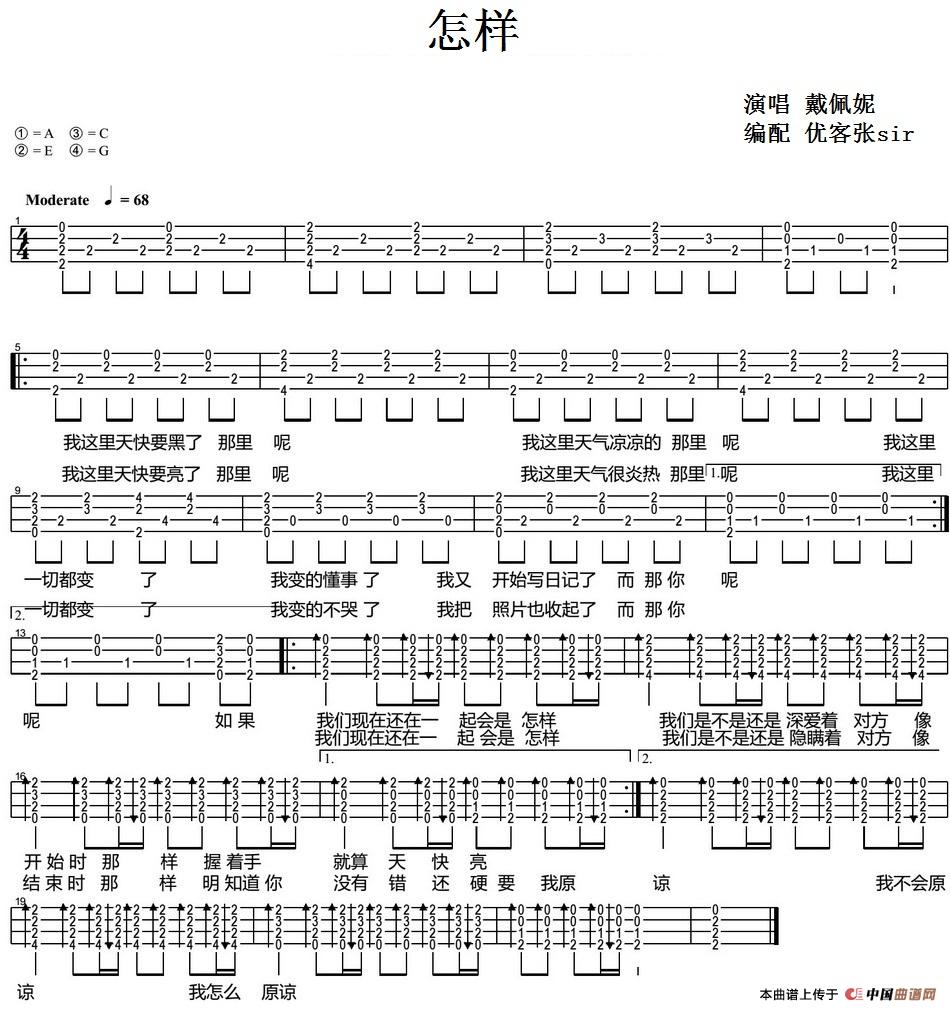 怎样
演唱 戴佩妮
编配 优客张sir
① = A ③ = C
② = E ④ = G
Moderate ♩ = 68
我这里天快要黑了 那里 呢 我这里天气凉凉的 那里 呢 我这里
我这里天快要亮了 那里 呢 我这里天气很炎热 那里 呢 我这里
1.
一切都变 了 我变的懂事了 我又 开始写日记了 而 那你 呢
一切都变 了 我变的不哭了 我把 照片也收起了 而 那你
2.
呢 如果 我们现在还在一 起会是 怎样 我们是不是还是 深爱着 对方 像
我们现在还在一 起会是 怎样 我们是不是还是 隐瞒着 对方 像
1. 2.
开始时那 样 握着手 就算 天 快 亮
结束时那 样 明知道你 没有 错 还 硬 要 我原 谅 我不会原
谅 我怎么 原谅
本曲谱上传于 中国曲谱网